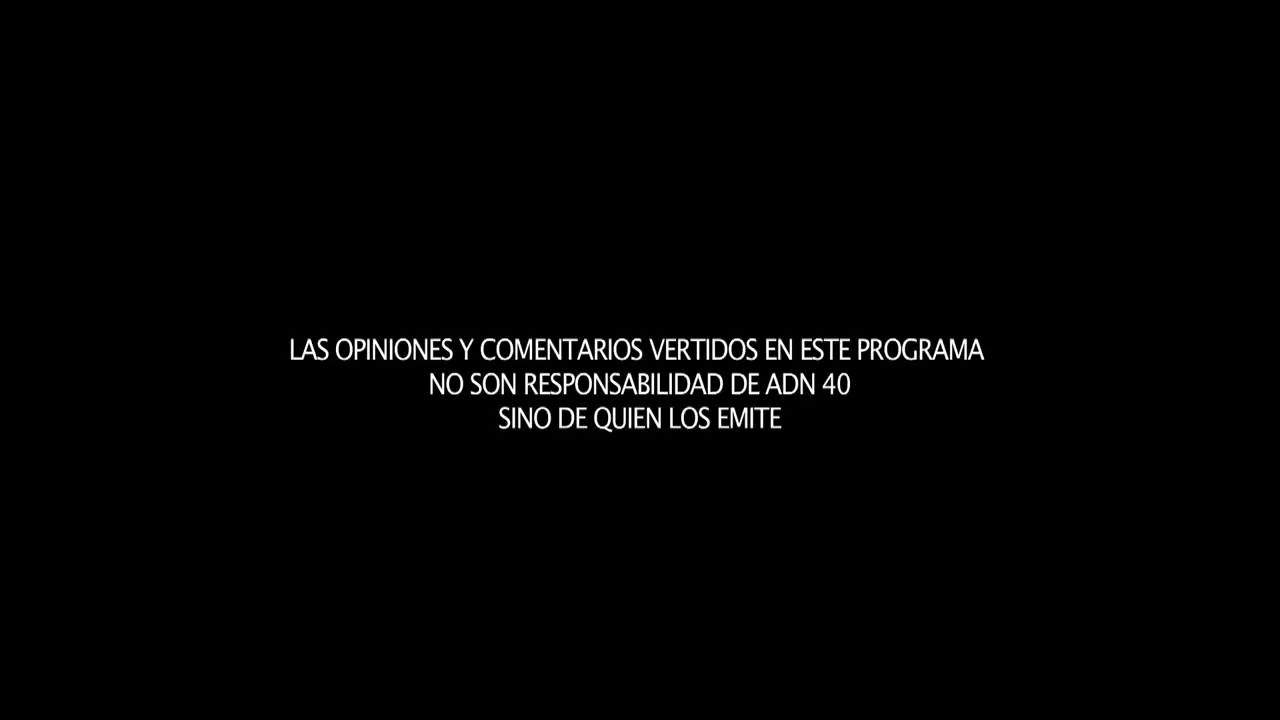 LAS OPINIONES Y COMENTARIOS VERTIDOS EN ESTE PROGRAMA
NO SON RESPONSABILIDAD DE ADN 40
SINO DE QUIEN LOS EMITE